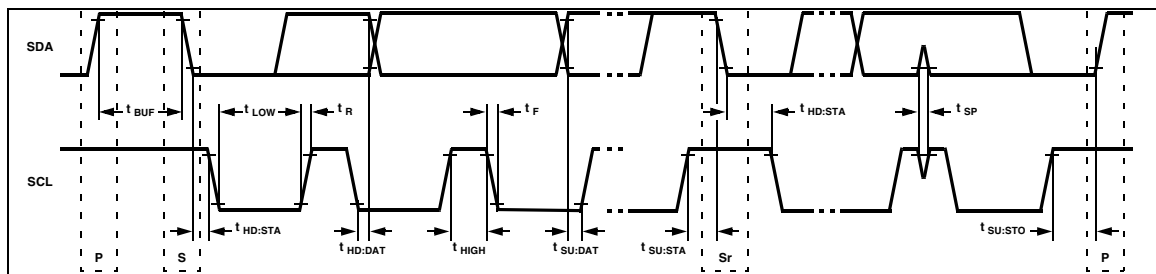 SDA
t BUF t LOW t R t F t HD:STA t SP
SCL
t HD:STA t HD:DAT t HIGH t SU:DAT t SU:STA t SU:STO
P S Sr P